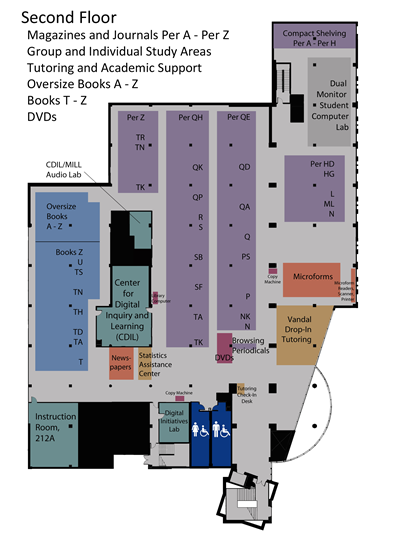 Second Floor
Magazines and Journals Per A - Per Z
Group and Individual Study Areas
Tutoring and Academic Support
Oversize Books A - Z
Books T - Z
DVDs
Compact Shelving
Per A - Per H
Dual
Monitor
Student
Computer
Lab
Per Z
TR
TN
TK
Per QH
QK
QP
R
S
SB
SF
TA
TK
Per QE
QD
QA
Q
PS
P
NK
N
Per HD
HG
L
ML
N
CDIL/MILL
Audio Lab
Oversize
Books
A - Z
Books Z
U
TS
TN
TH
TD
TA
T
Center
for
Digital
Inquiry and
Learning
(CDIL)
Library
Computer
Copy
Machine
Microforms
Microform
Reader
Scanner
Printer
Vandal
Drop-In
Tutoring
Browsing
Periodicals
DVDs
News-
papers
Statistics
Assistance
Center
Tutoring
Check-In
Desk
Copy Machine
Instruction
Room,
212A
Digital
Initiatives
Lab